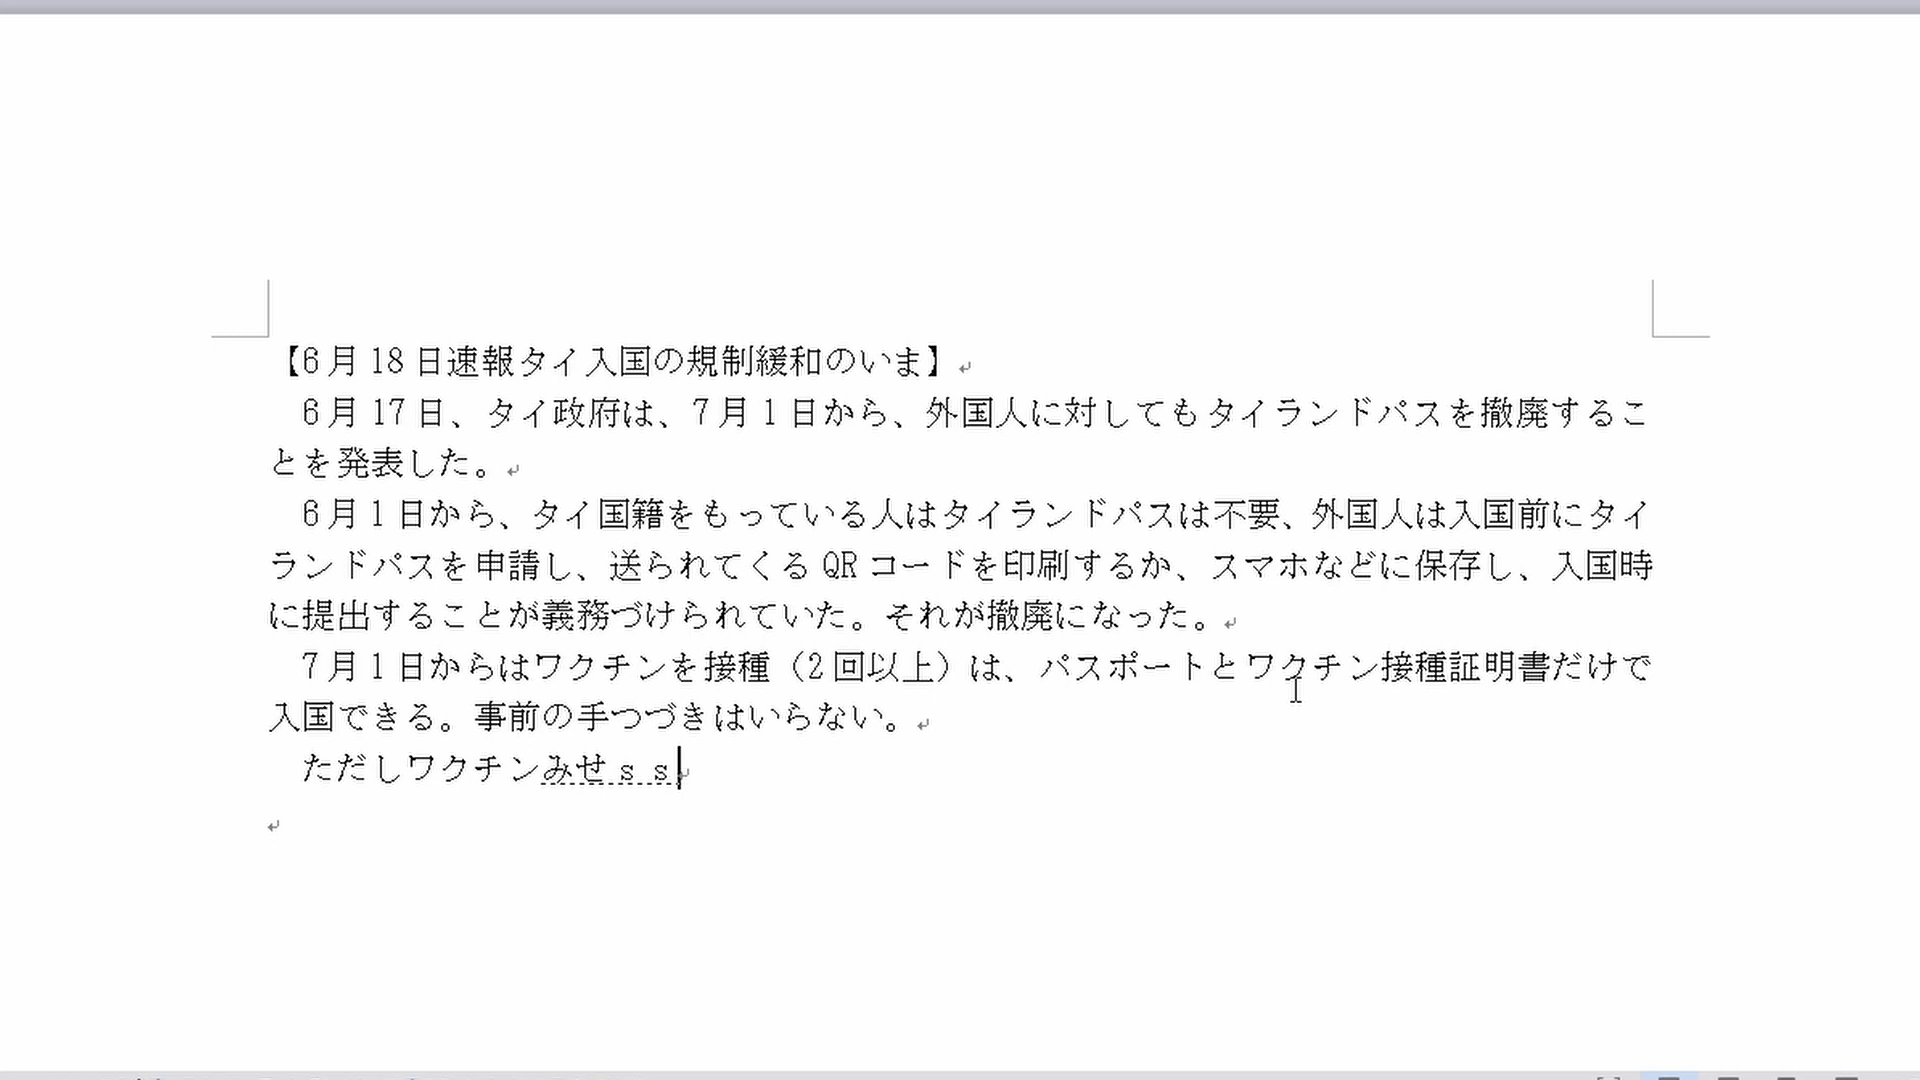 【6月18日速報タイ入国の規制緩和のいま】
6月17日、タイ政府は、7月1日から、外国人に対してもタイランドパスを撤廃するこ
とを発表した。
6月1日から、タイ国籍をもっている人はタイランドパスは不要、外国人は入国前にタイ
ランドパスを申請し、送られてくるQRコードを印刷するか、スマホなどに保存し、入国時
に提出することが義務づけられていた。それが撤廃になった。
7月1日からはワクチンを接種（2回以上）は、パスポートとワクチン接種証明書だけで
入国できる。事前の手つづきはいらない。
ただしワクチンみせｓｓ